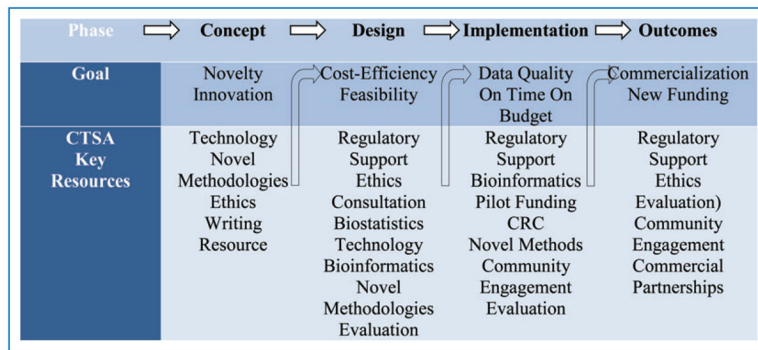 Phase Concept Design Implementation Outcomes
Goal
Novelty
Innovation
Cost-Efficiency
Feasibility
Data Quality
On Time On
Budget
Commercialization
New Funding
CTSA
Key
Resources
Technology
Novel
Methodologies
Ethics
Writing
Resource
Regulatory
Support
Ethics
Consultation
Biostatistics
Technology
Bioinformatics
Novel
Methodologies
Evaluation
Regulatory
Support
Bioinformatics
Pilot Funding
CRC
Novel Methods
Community
Engagement
Evaluation
Regulatory
Support
Ethics
Evaluation)
Community
Engagement
Commercial
Partnerships